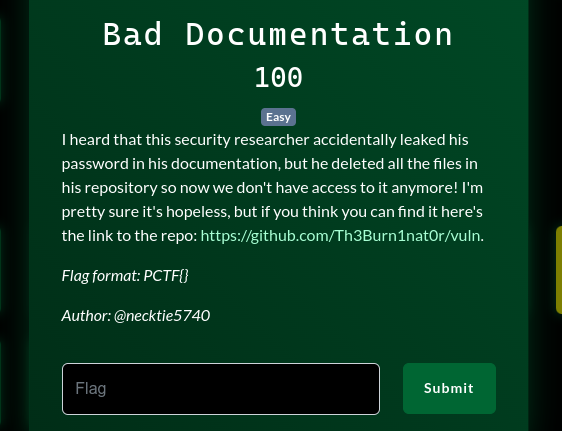 Bad Documentation
100
Easy
I heard that this security researcher accidentally leaked his
password in his documentation, but he deleted all the files in
his repository so now we don't have access to it anymore! I'm
pretty sure it's hopeless, but if you think you can find it here's
the link to the repo: https://github.com/Th3Burn1nat0r/vuln.
Flag format: PCTF{}
Author: @necktie5740
Flag
Submit